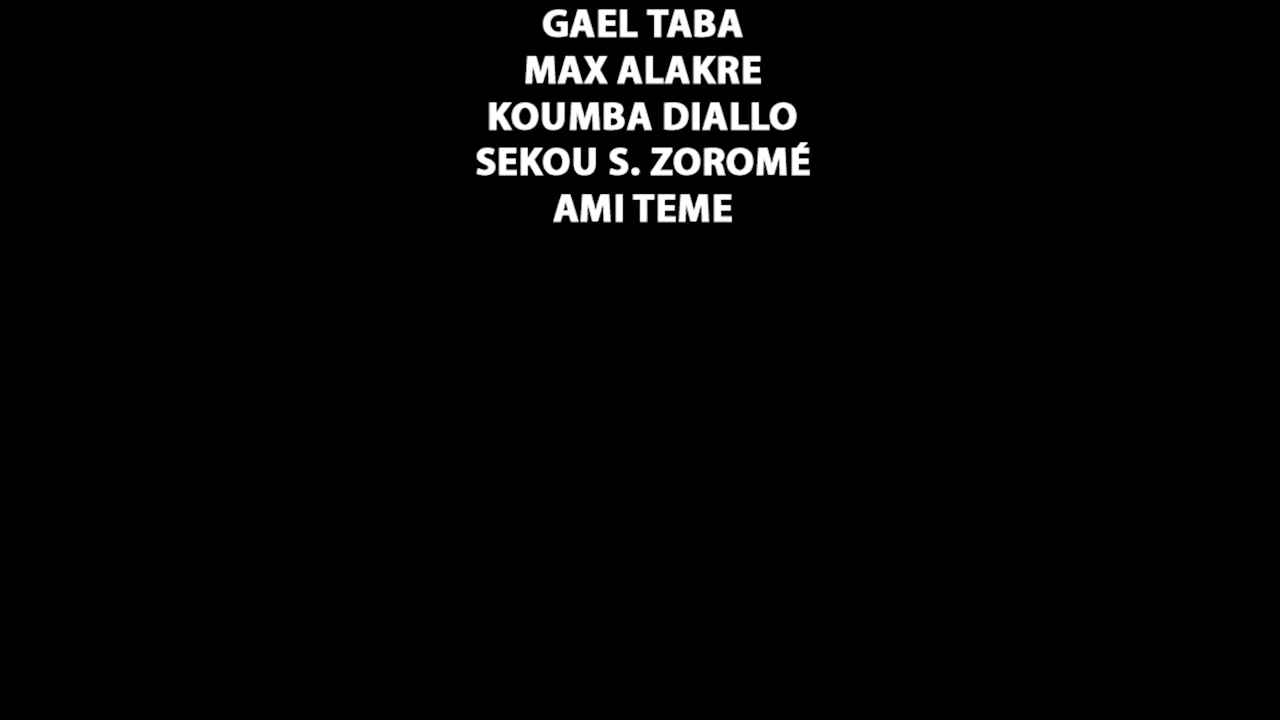 GAEL TABA
MAX ALAKRE
KOUMBA DIALLO
SEKOU S. ZOROMÉ
AMI TEME